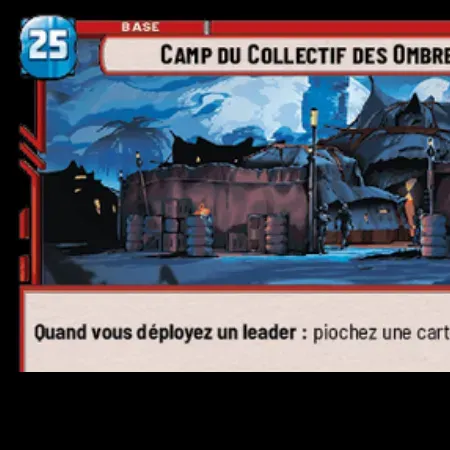 BASE
25
CAMP DU COLLECTIF DES OMBRE
Quand vous déployez un leader : piochez une cart